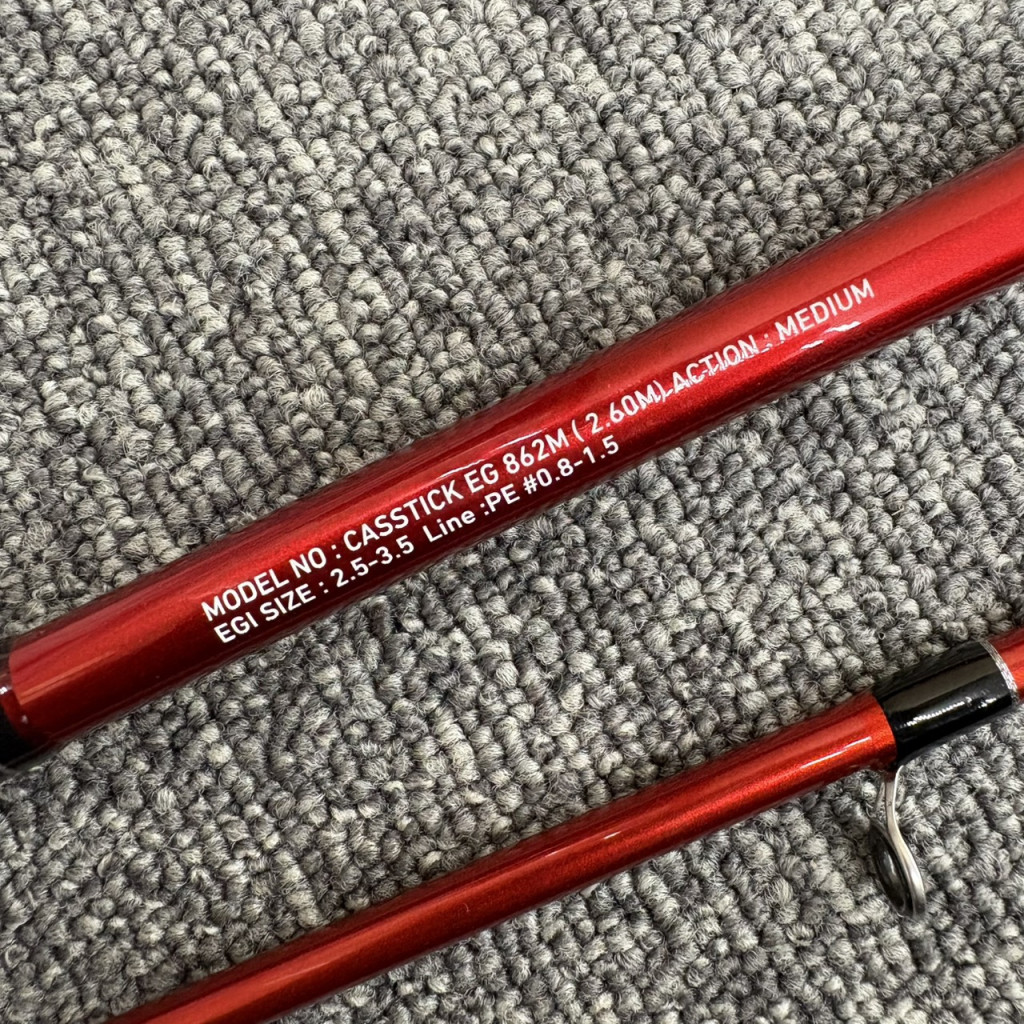 MODEL NO : CASSTICK EG 862M ( 2.60M) ACTION : MEDIUM
EGI SIZE : 2.5-3.5 Line :PE #0.8-1.5